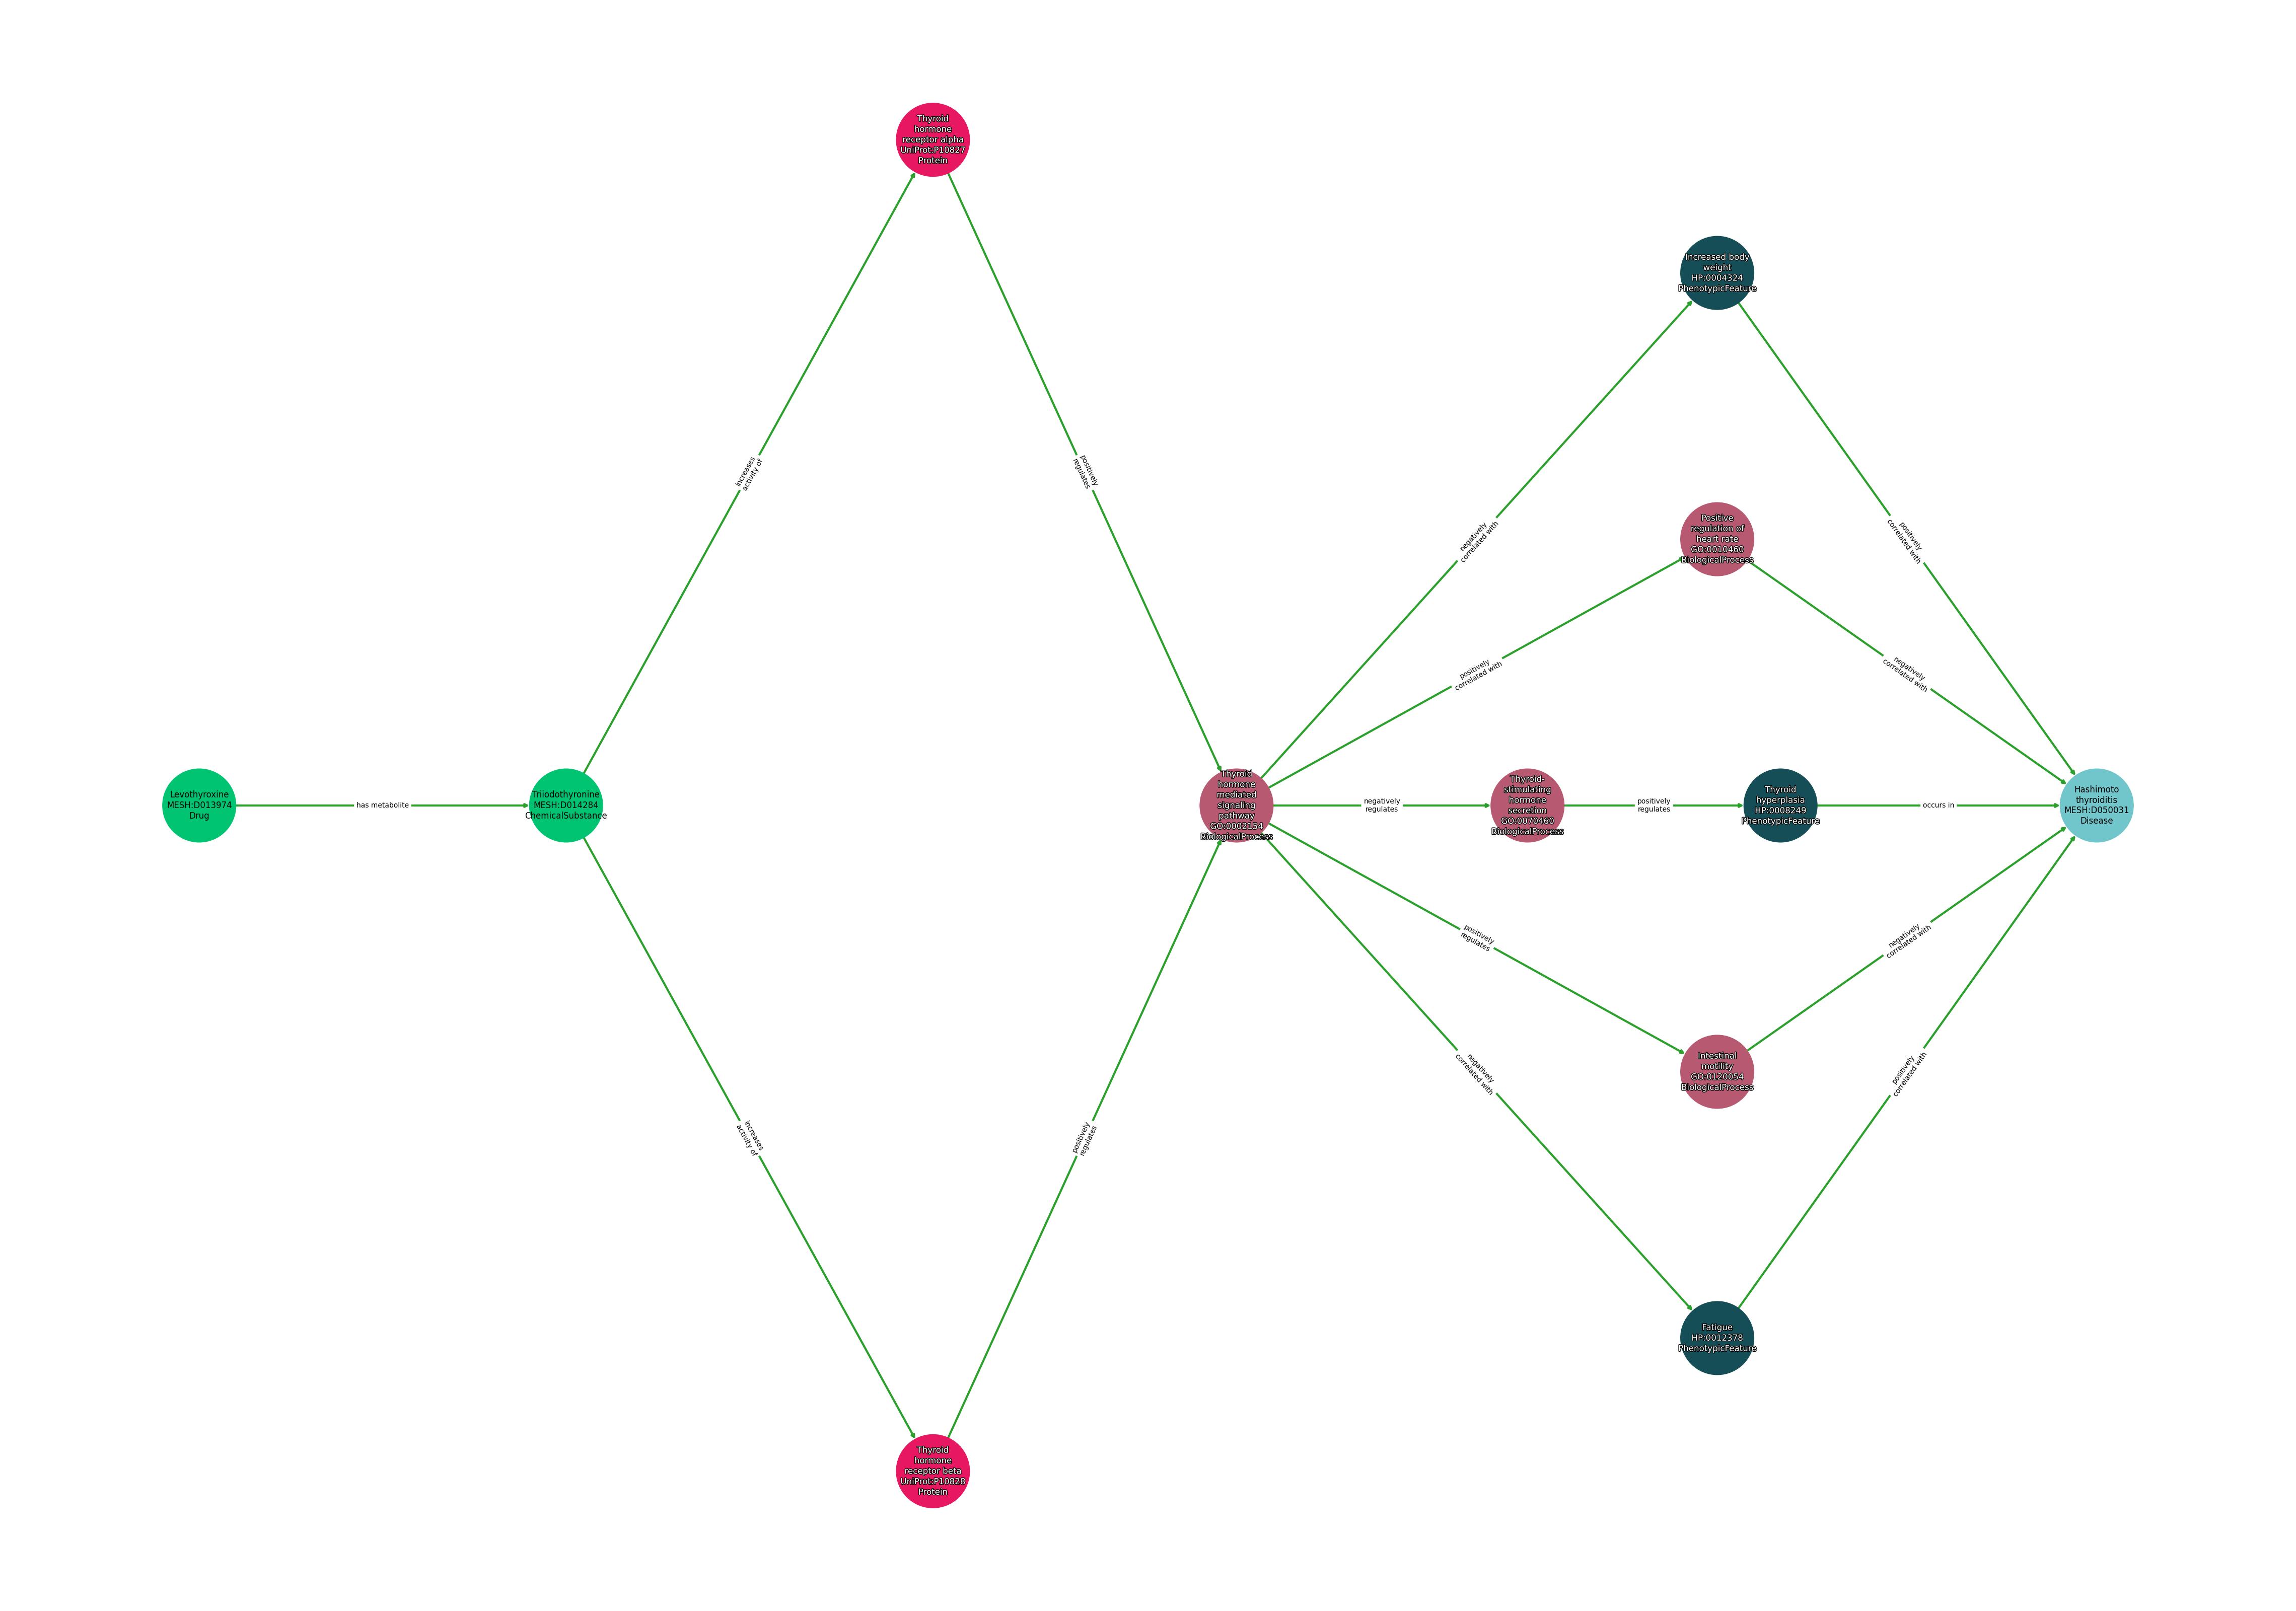 Thyroid
hormone
receptor alpha
UniProt:P10827
Protein
Increased body
weight
HP:0004324
PhenotypicFeature
increases
activity of
positively
regulates
negatively
correlated with
positively
correlated with
Positive
regulation of
heart rate
GO:0010460
BiologicalProcess
positively
correlated with
negatively
correlated with
Levothyroxine
MESH:D013974
Drug
has metabolite
Triiodothyronine
MESH:D014284
ChemicalSubstance
Thyroid
hormone
mediated
signaling
pathway
GO:0002154
BiologicalProcess
negatively
regulates
Thyroid-
stimulating
hormone
secretion
GO:0070460
BiologicalProcess
positively
regulates
Thyroid
hyperplasia
HP:0008249
PhenotypicFeature
occurs in
Hashimoto
thyroiditis
MESH:D050031
Disease
positively
regulates
negatively
correlated with
Intestinal
motility
GO:0120054
BiologicalProcess
negatively
correlated with
positively
correlated with
increases
activity of
positively
regulates
Fatigue
HP:0012378
PhenotypicFeature
Thyroid
hormone
receptor beta
UniProt:P10828
Protein